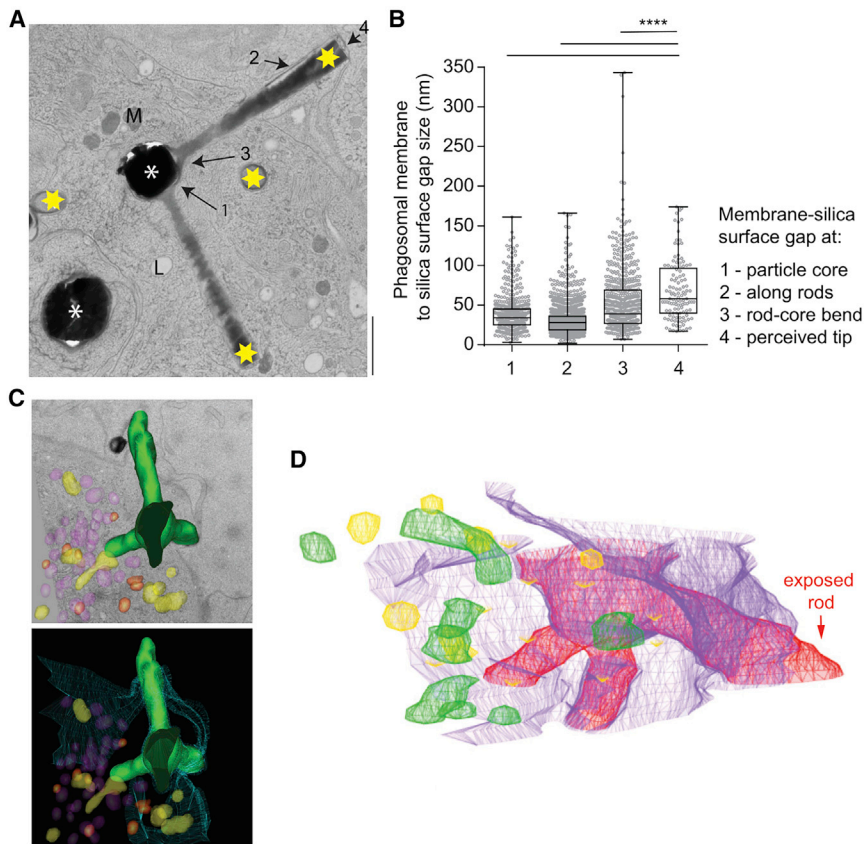 A
4
2
M
3
1
L
*
*
B
****
Phagosomal membrane
to silica surface gap size (nm)
350
300
250
200
150
100
50
0
1 2 3 4
Membrane-silica
surface gap at:
1 - particle core
2 - along rods
3 - rod-core bend
4 - perceived tip
C
D
exposed
rod